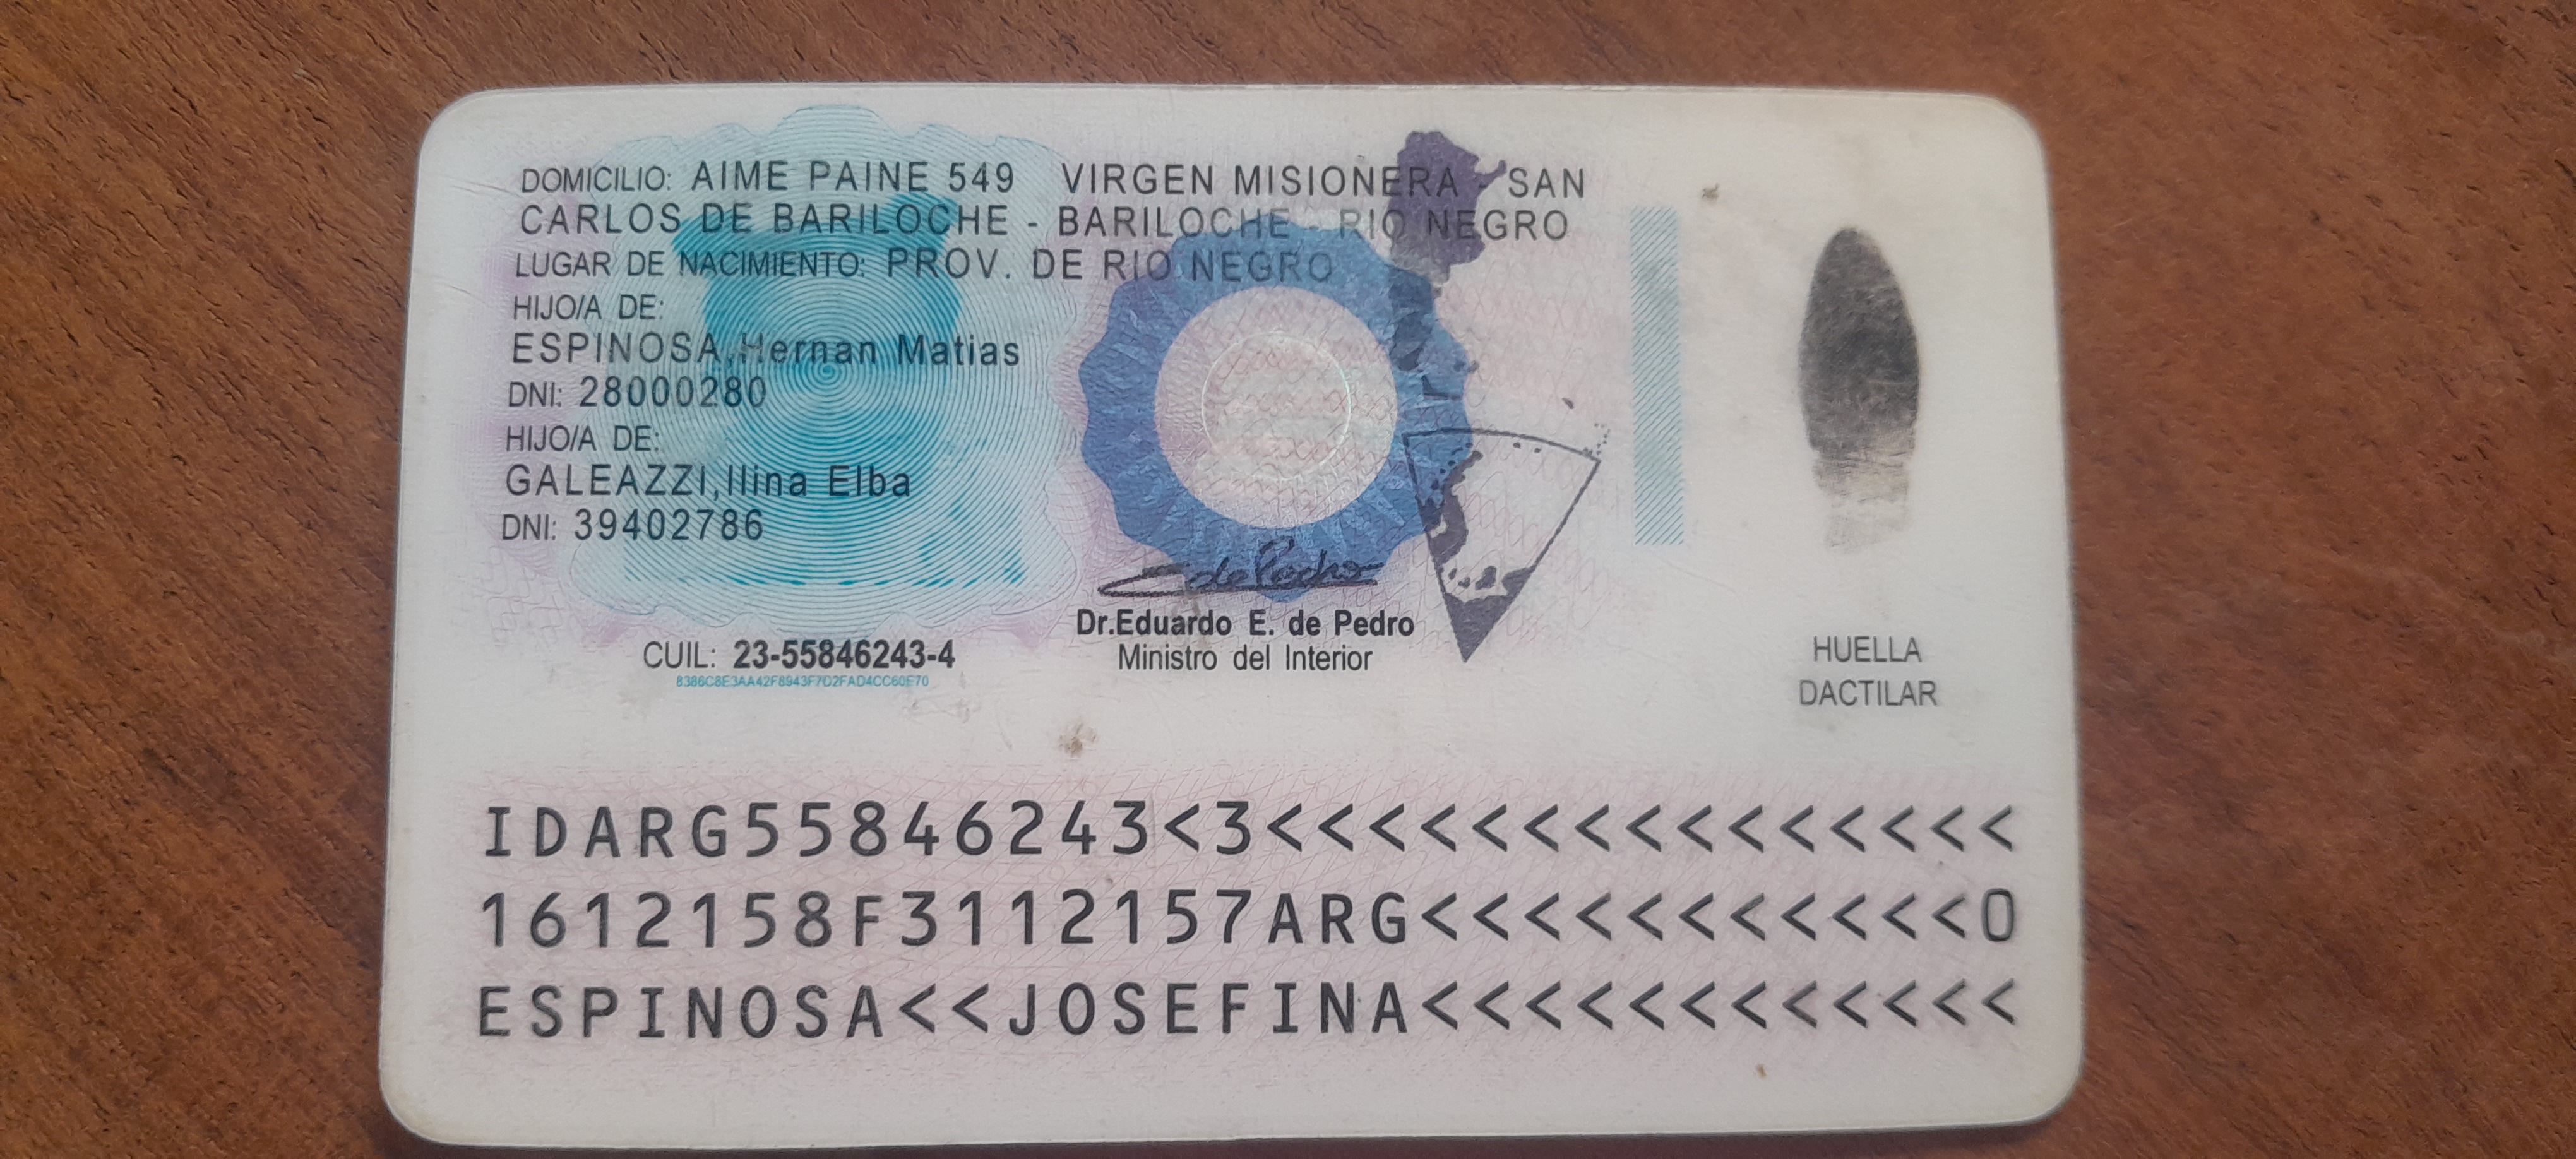 DOMICILIO: AIME PAINE 549 VIRGEN MISIONERA - SAN
CARLOS DE BARILOCHE - BARILOCHE - RIO NEGRO
LUGAR DE NACIMIENTO: PROV. DE RIO NEGRO
HIJO/A DE:
ESPINOSA, Hernan Matias
DNI: 28000280
HIJO/A DE:
GALEAZZI, Ilina Elba
DNI: 39402786
CUIL: 23-55846243-4
Dr.Eduardo E. de Pedro
Ministro del Interior
HUELLA
DACTILAR
IDARG55846243<3<<<<<<<<<<<<<<<
1612158F3112157ARG<<<<<<<<<<<0
ESPINOSA<<JOSEFINA<<<<<<<<<<<<